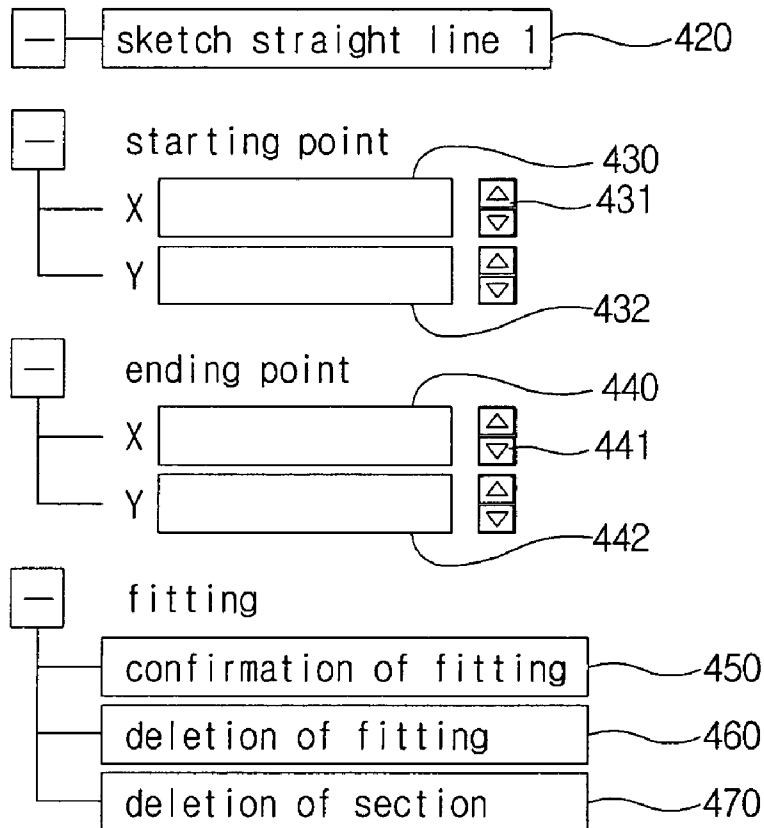 sketch straight line 1 420
starting point
430
X 431
Y
432
ending point
440
X 441
Y
442
fitting
confirmation of fitting 450
deletion of fitting 460
deletion of section 470